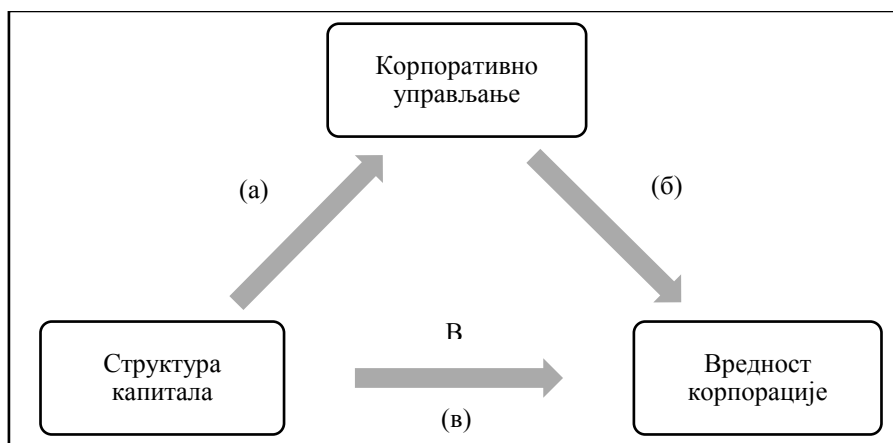 Корпоративно
управљање
(а)
(б)
В
Структура
капитала
(в)
Вредност
корпорације